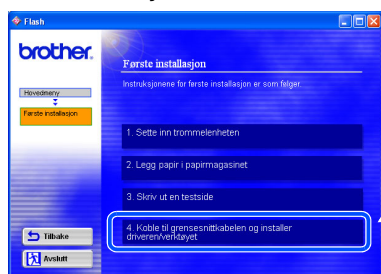 Flash
brother.
Første installasjon
Instruksjonene for første installasjon er som følger.
Hovedmeny
Første installasjon
1. Sette inn trommelenheten
2. Legg papir i papirmagasinet
3. Skriv ut en testside
4. Koble til grensesnittkabelen og installer
driveren/verktøyet
Tilbake
Avslutt